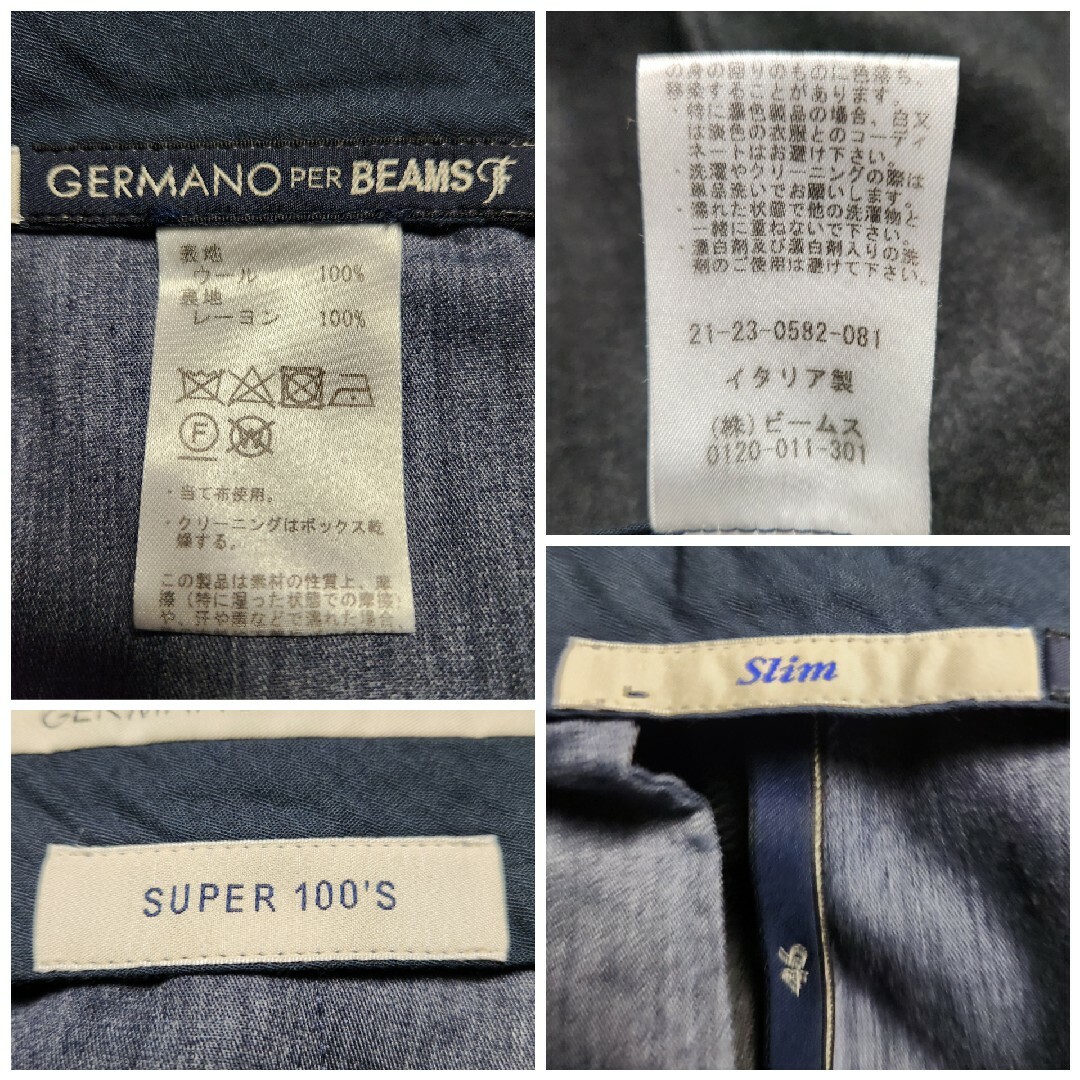 GERMANO PER BEAMS F
表地
ウール 100%
裏地
レーヨン 100%
F
W
・当て布使用。
・クリーニングはボックス乾
燥する。
この製品は素材の性質上、摩
擦（特に湿った状態での摩擦）
や、汗や雨などで濡れた場合
の身の回りのものに色落ち、
移染することがあります。
・特に濃色製品の場合、白又
は淡色の衣服とのコーディ
ネートはお避け下さい。
・洗濯やクリーニングの際は
単品洗いでお願いします。
・濡れた状態で他の洗濯物と
一緒に重ねないで下さい。
・漂白剤及び漂白剤入りの洗
剤のご使用は避けて下さい。
21-23-0582-081
イタリア製
(株)ビームス
0120-011-301
GERMANO
SUPER 100'S
Slim
46